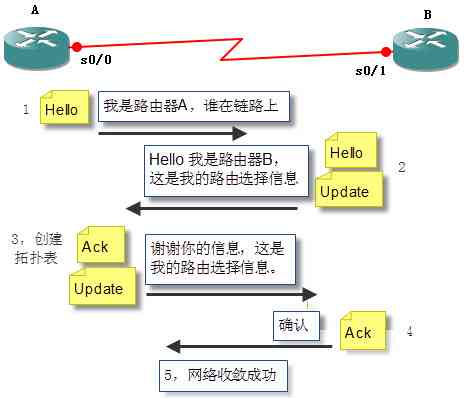 A
B
s0/0
s0/1
1
Hello
我是路由器A，谁在链路上
Hello 我是路由器B，
这是我的路由选择信息
Hello
Update
2
3，创建
拓扑表
Ack
Update
谢谢你的信息，这是
我的路由选择信息。
确认
Ack
4
5，网络收敛成功